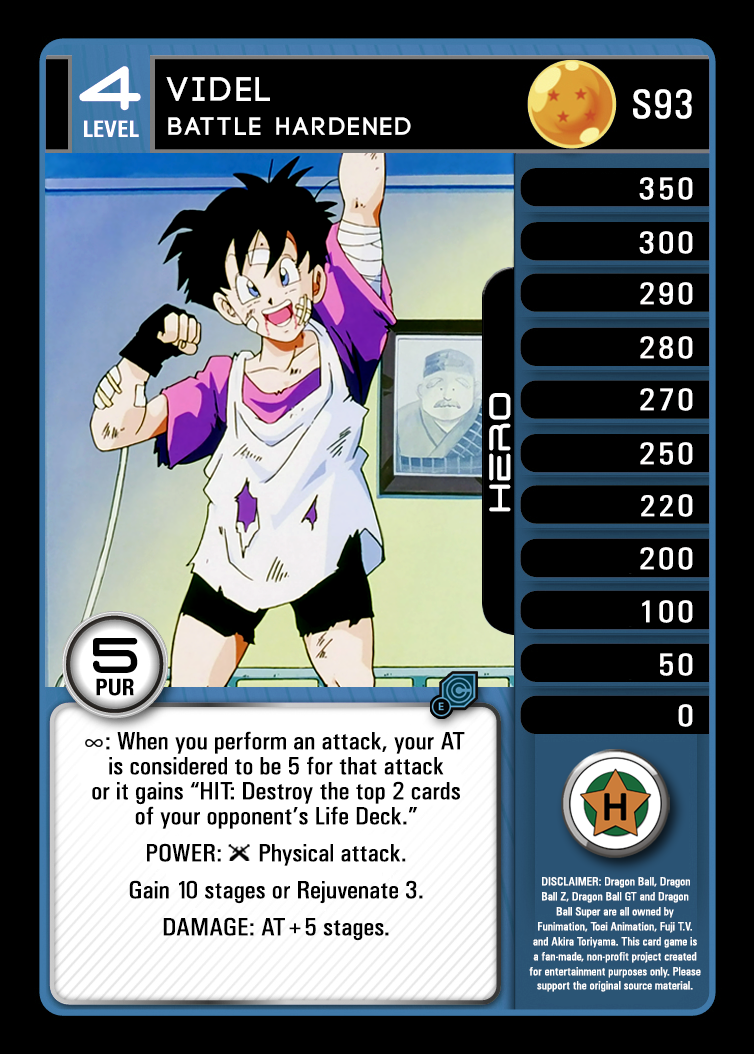 4
LEVEL
VIDEL
BATTLE HARDENED
S93
350
300
290
280
270
250
220
200
100
50
0
HERO
5
PUR
E
∞: When you perform an attack, your AT
is considered to be 5 for that attack
or it gains “HIT: Destroy the top 2 cards
of your opponent’s Life Deck.”
POWER: Physical attack.
Gain 10 stages or Rejuvenate 3.
DAMAGE: AT+5 stages.
H
DISCLAIMER: Dragon Ball, Dragon
Ball Z, Dragon Ball GT and Dragon
Ball Super are all owned by
Funimation, Toei Animation, Fuji T.V.
and Akira Toriyama. This card game is
a fan-made, non-profit project created
for entertainment purposes only. Please
support the original source material.